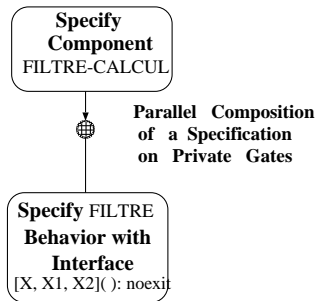 Specify
Component
FILTRE-CALCUL
Parallel Composition
of a Specification
on Private Gates
Specify FILTRE
Behavior with
Interface
[X, X1, X2]( ): noexit